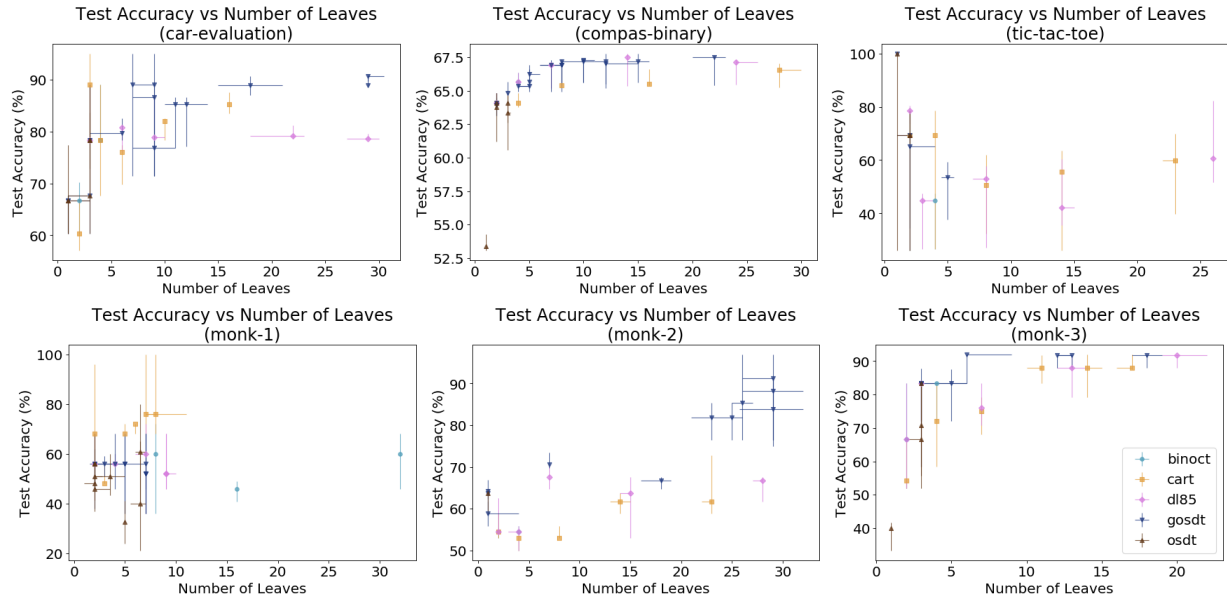 Test Accuracy vs Number of Leaves
(car-evaluation)
Test Accuracy (%)
90
80
70
60
0 5 10 15 20 25 30
Number of Leaves
Test Accuracy vs Number of Leaves
(compas-binary)
Test Accuracy (%)
67.5
65.0
62.5
60.0
57.5
55.0
52.5
0 5 10 15 20 25 30
Number of Leaves
Test Accuracy vs Number of Leaves
(tic-tac-toe)
Test Accuracy (%)
100
80
60
40
0 5 10 15 20 25
Number of Leaves
Test Accuracy vs Number of Leaves
(monk-1)
Test Accuracy (%)
100
80
60
40
20
0 5 10 15 20 25 30
Number of Leaves
Test Accuracy vs Number of Leaves
(monk-2)
Test Accuracy (%)
90
80
70
60
50
0 5 10 15 20 25 30
Number of Leaves
Test Accuracy vs Number of Leaves
(monk-3)
Test Accuracy (%)
90
80
70
60
50
40
0 5 10 15 20
Number of Leaves
binoct
cart
dl85
gosdt
osdt